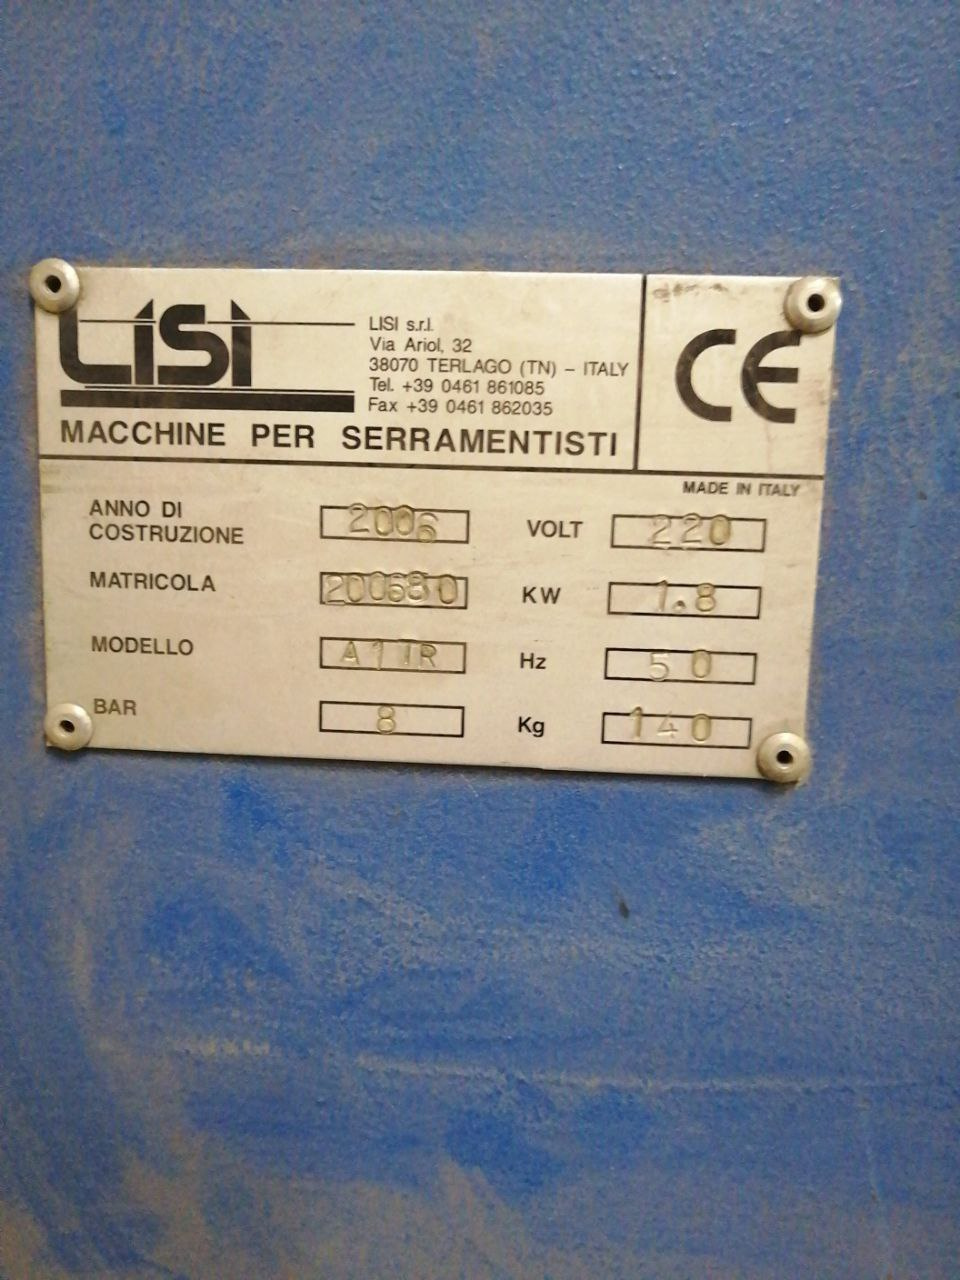 LISI
LISI s.r.l.
Via Ariol, 32
38070 TERLAGO (TN) – ITALY
Tel. +39 0461 861085
Fax +39 0461 862035
MACCHINE PER SERRAMENTISTI
CE
MADE IN ITALY
ANNO DI COSTRUZIONE 2006
MATRICOLA 200680
MODELLO A1TR
BAR 8
VOLT 220
KW 1.8
Hz 50
Kg 140